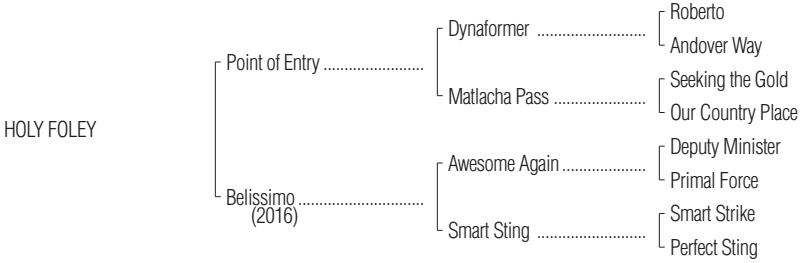 Roberto
Dynaformer ..........................
Andover Way
Point of Entry ........................
Seeking the Gold
Matlacha Pass ......................
Our Country Place
HOLY FOLEY
Deputy Minister
Awesome Again ....................
Primal Force
Belissimo ..............................
(2016)
Smart Strike
Smart Sting ..........................
Perfect Sting